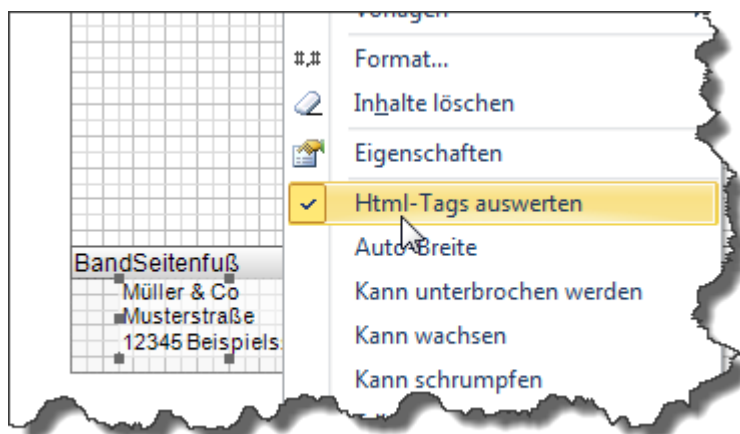 Vorlagen
#,# Format...
Inhalte löschen
Eigenschaften
Html-Tags auswerten
BandSeitenfuß
Auto-Breite
Müller & Co
Kann unterbrochen werden
Musterstraße
12345 Beispiels
Kann wachsen
Kann schrumpfen